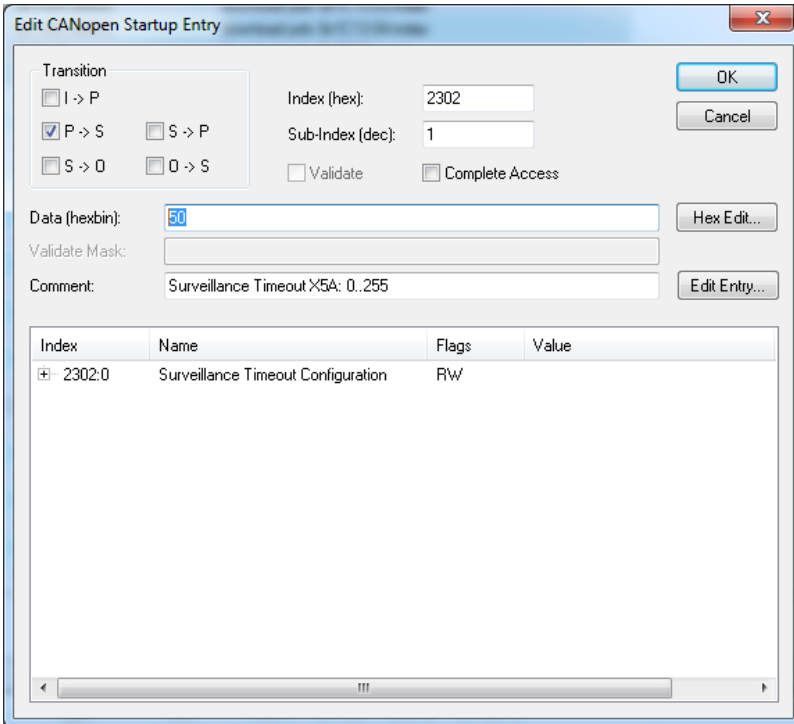 Edit CANopen Startup Entry
Transition
I -> P
P -> S
S -> P
S -> O
O -> S
Index (hex):
2302
Sub-Index (dec):
1
Validate
Complete Access
OK
Cancel
Data (hexbin):
50
Hex Edit...
Validate Mask:
Comment:
Surveillance Timeout X5A: 0..255
Edit Entry...
Index Name Flags Value
2302:0 Surveillance Timeout Configuration RW